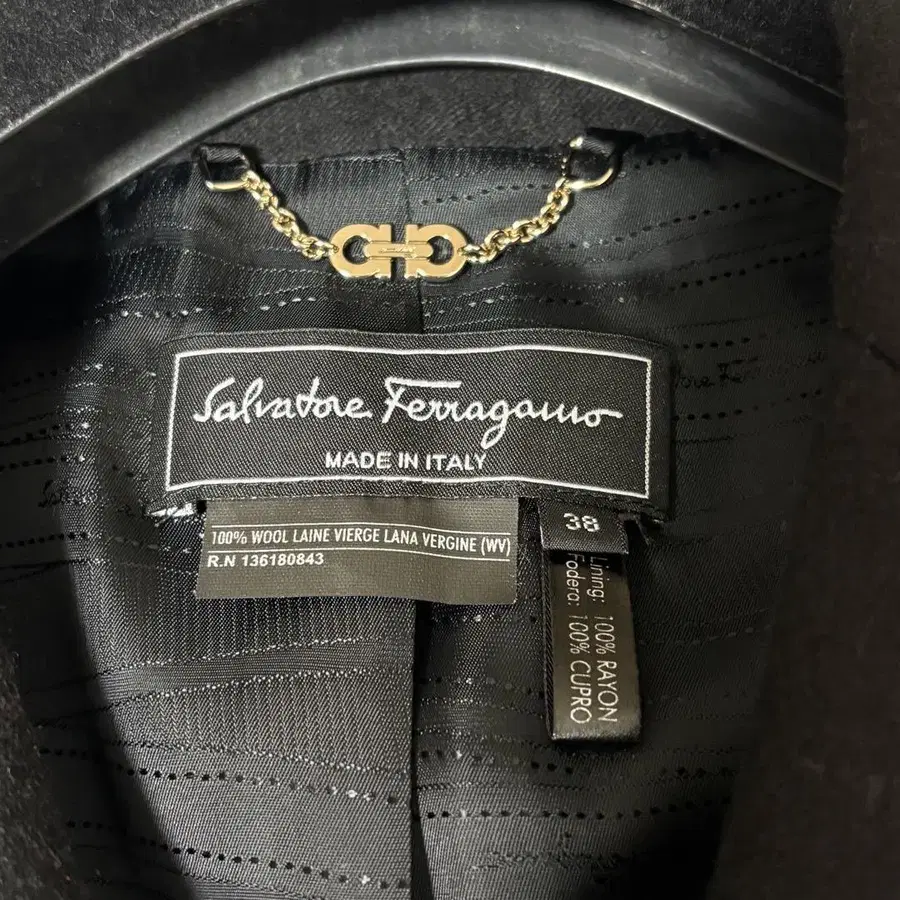 Salvatore Ferragamo
MADE IN ITALY
100% WOOL LAINE VIERGE LANA VERGINE (WV)
R.N 136180843
38
Lining: 100% RAYON
Fodera: 100% CUPRO